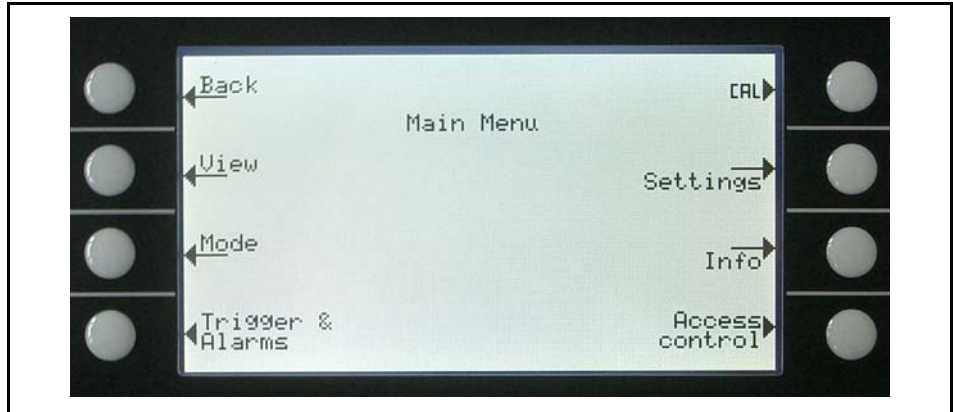 Back
CAL
Main Menu
View
Settings
Mode
Info
Trigger &
Alarms
Access
control